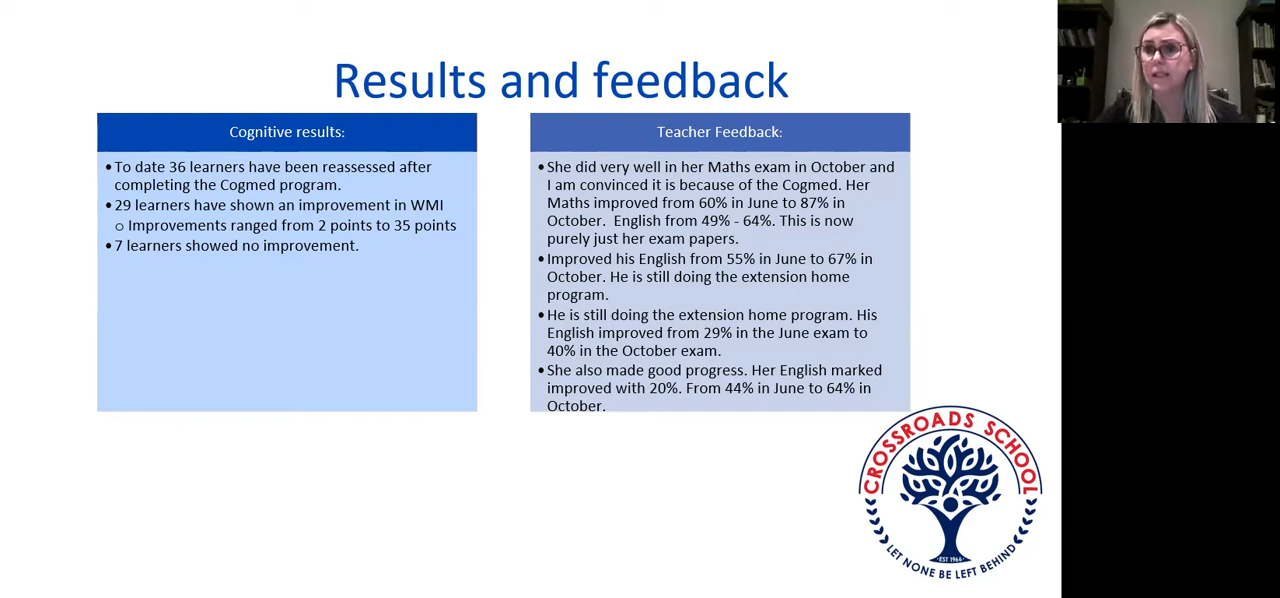 Results and feedback
Cognitive results:
•To date 36 learners have been reassessed after
completing the Cogmed program.
•29 learners have shown an improvement in WMI
o Improvements ranged from 2 points to 35 points
•7 learners showed no improvement.
Teacher Feedback:
•She did very well in her Maths exam in October and
I am convinced it is because of the Cogmed. Her
Maths improved from 60% in June to 87% in
October.  English from 49% - 64%. This is now
purely just her exam papers.
•Improved his English from 55% in June to 67% in
October. He is still doing the extension home
program.
•He is still doing the extension home program. His
English improved from 29% in the June exam to
40% in the October exam.
•She also made good progress. Her English marked
improved with 20%. From 44% in June to 64% in
October.
CROSSROADS SCHOOL
EST 1966
LET NONE BE LEFT BEHIND